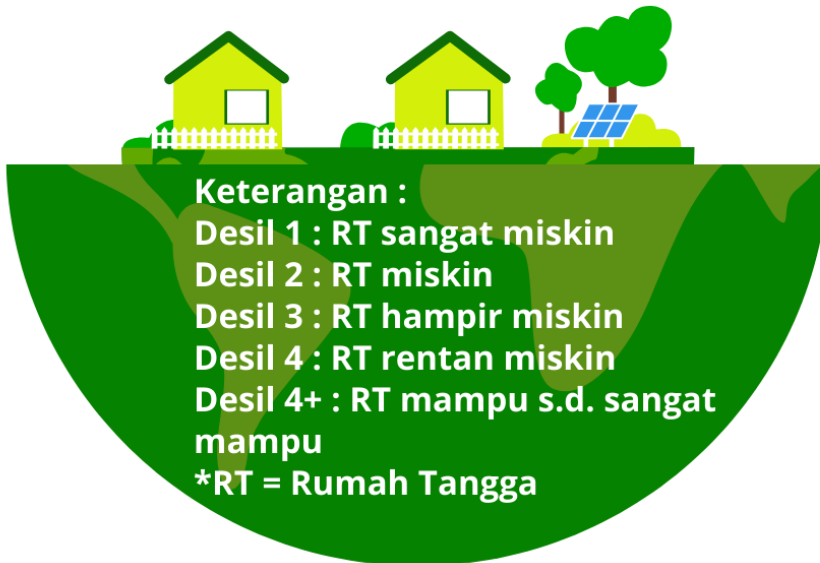 Keterangan :
Desil 1 : RT sangat miskin
Desil 2 : RT miskin
Desil 3 : RT hampir miskin
Desil 4 : RT rentan miskin
Desil 4+ : RT mampu s.d. sangat
mampu
*RT = Rumah Tangga